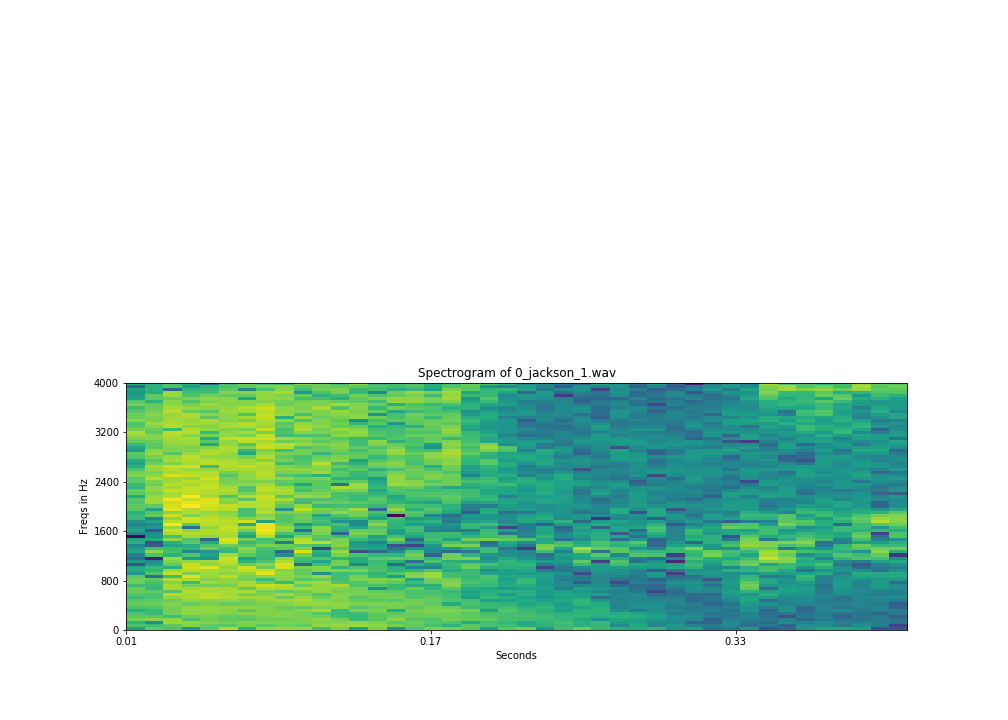 Spectrogram of 0_jackson_1.wav
4000
3200
2400
1600
800
0
Freqs in Hz
0.01 0.17 0.33
Seconds